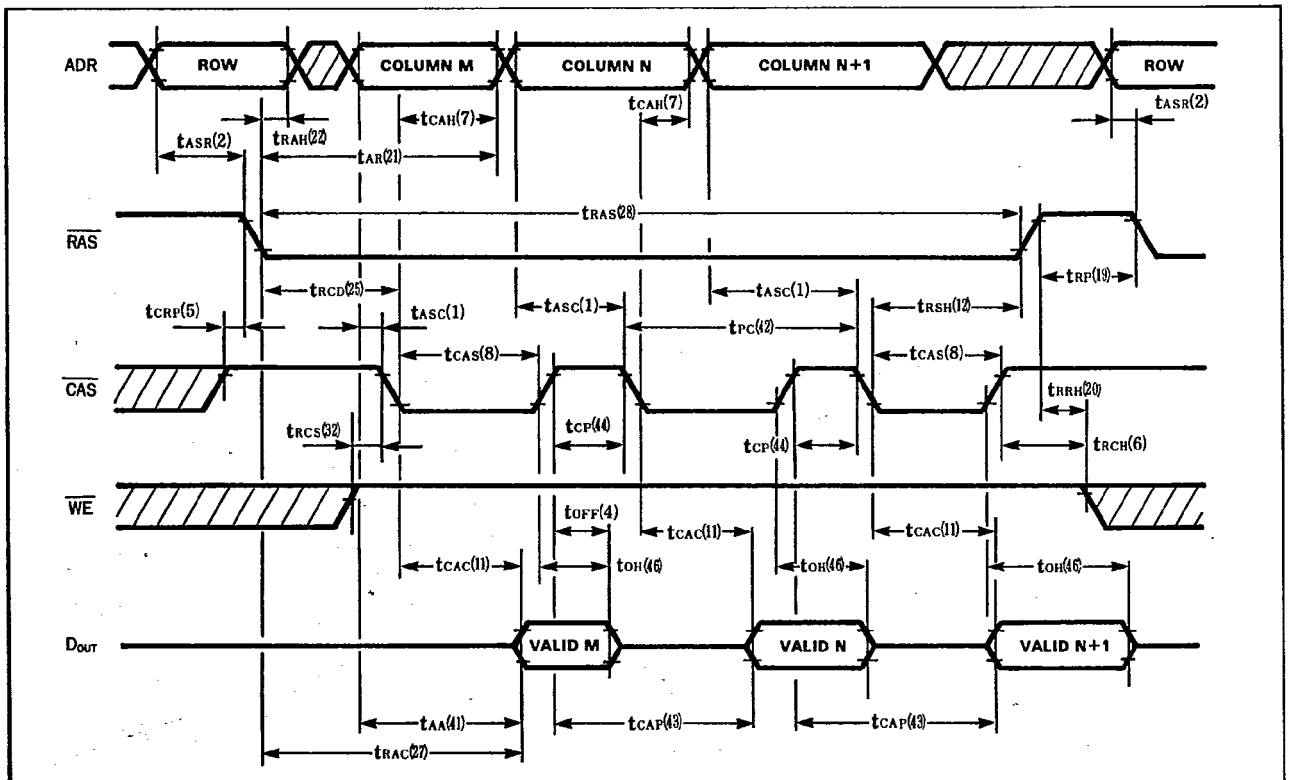 ADR ROW COLUMN M COLUMN N COLUMN N+1 ROW
tCAH(7) tCAH(7) tASR(2)
tASR(2) tRAH(22)
tAR(21)
RAS tRAS(28)
tRP(19)
tRCD(25) tASC(1) tASC(1) tRSH(12)
tCRP(5) tASC(1) tPC(42)
tCAS(8) tCAS(8)
CAS
tRRH(20)
tRCS(32) tCP(44) tCP(44) tRCH(6)
WE
tOFF(4) tCAC(11) tCAC(11)
tCAC(11) tOH(46) tOH(46) tOH(46)
DOUT VALID M VALID N VALID N+1
tAA(41) tCAP(43) tCAP(43)
tRAC(27)